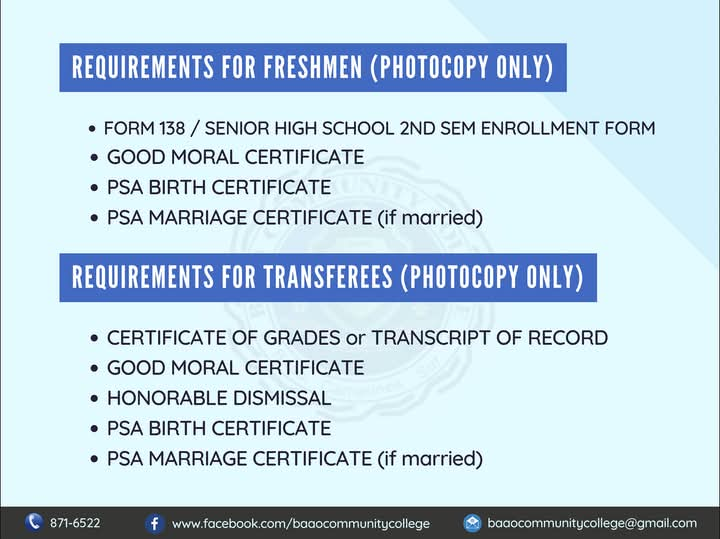 REQUIREMENTS FOR FRESHMEN (PHOTOCOPY ONLY)
• FORM 138 / SENIOR HIGH SCHOOL 2ND SEM ENROLLMENT FORM
• GOOD MORAL CERTIFICATE
• PSA BIRTH CERTIFICATE
• PSA MARRIAGE CERTIFICATE (if married)
REQUIREMENTS FOR TRANSFEREES (PHOTOCOPY ONLY)
• CERTIFICATE OF GRADES or TRANSCRIPT OF RECORD
• GOOD MORAL CERTIFICATE
• HONORABLE DISMISSAL
• PSA BIRTH CERTIFICATE
• PSA MARRIAGE CERTIFICATE (if married)
871-6522 www.facebook.com/baaocommunitycollege baaocommunitycollege@gmail.com